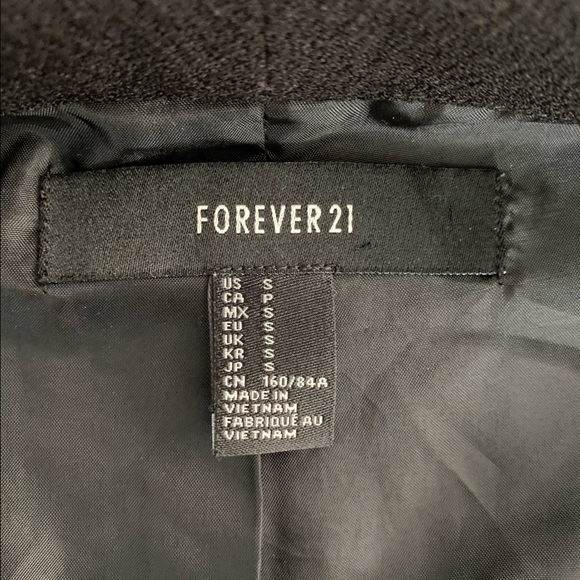 FOREVER 21
US S
CA P
MX S
EU S
UK S
KR S
JP S
CN 160/84A
MADE IN
VIETNAM
FABRIQUÉ AU
VIETNAM